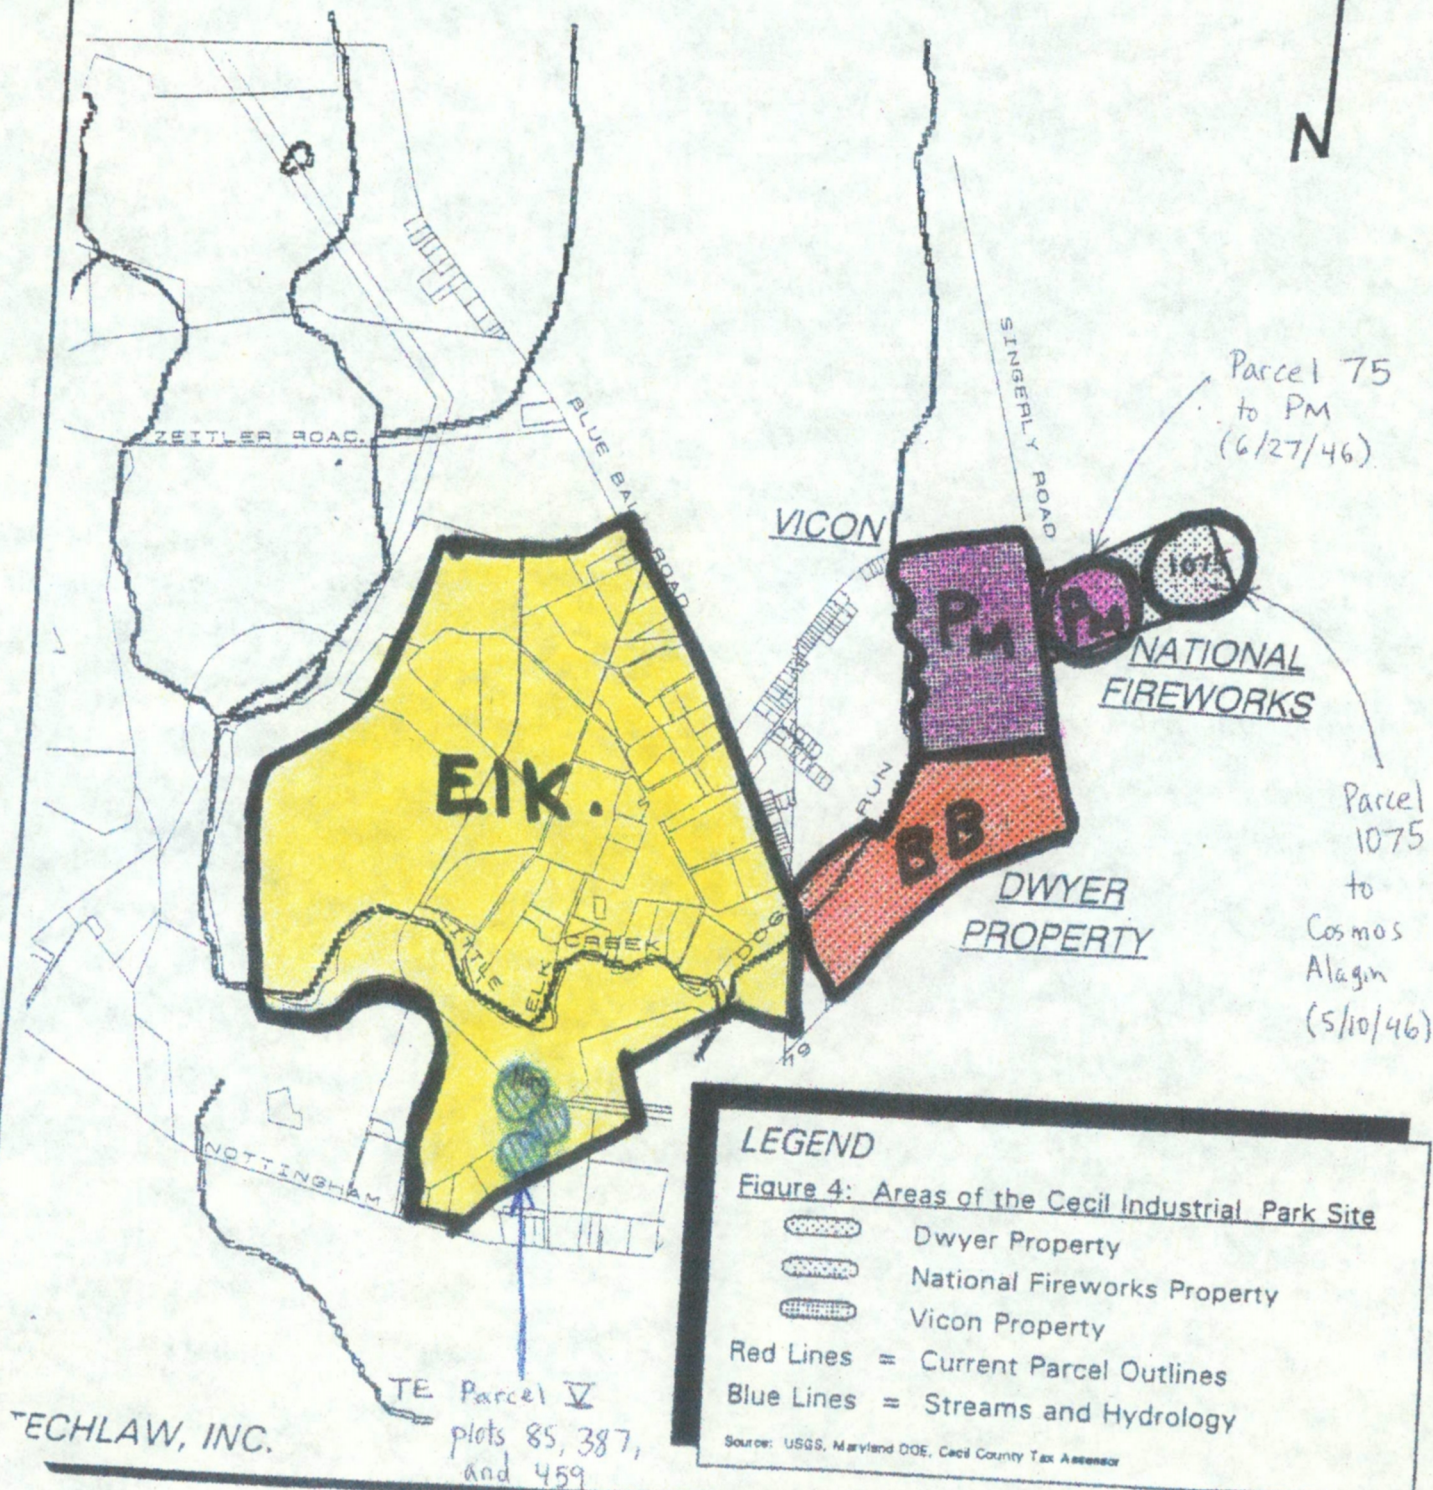 N
SINGERLY ROAD
Parcel 75
to PM
(6/27/46)
BLUE BALL ROAD
ZEITLER ROAD
VICON
PM
PM
1075
NATIONAL
FIREWORKS
EIK.
RUN
BB
Parcel
1075
to
Cosmos
Alagin
(5/10/46)
DWYER
PROPERTY
LITTLE ELK CREEK
DOG
NOTTINGHAM
LEGEND
Figure 4: Areas of the Cecil Industrial Park Site
Dwyer Property
National Fireworks Property
Vicon Property
Red Lines = Current Parcel Outlines
Blue Lines = Streams and Hydrology
Source: USGS, Maryland DOE, Cecil County Tax Assessor
TE Parcel V
plots 85, 387,
and 459
TECHLAW, INC.